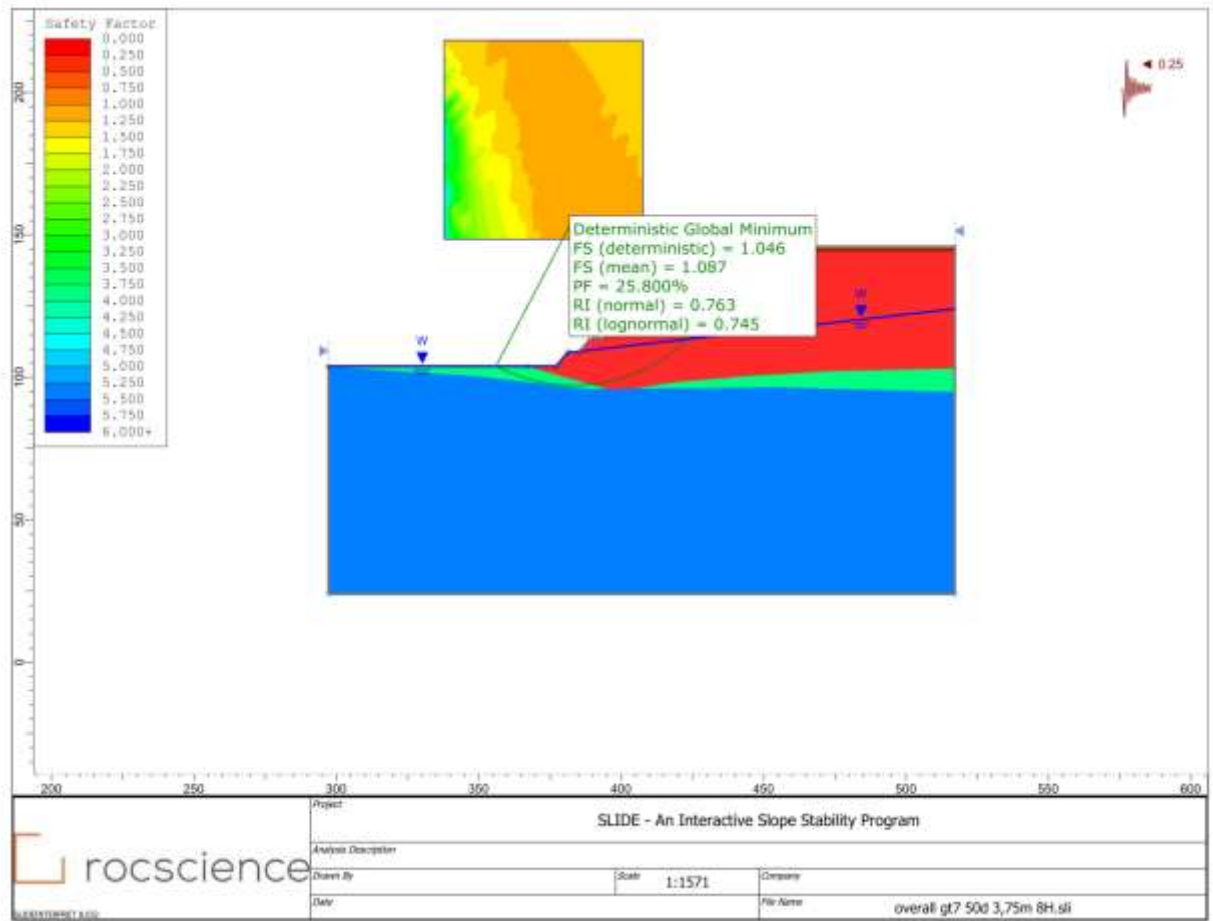 Safety Factor
0.000
0.250
0.500
0.750
1.000
1.250
1.500
1.750
2.000
2.250
2.500
2.750
3.000
3.250
3.500
3.750
4.000
4.250
4.500
4.750
5.000
5.250
5.500
5.750
6.000+
0.25
Deterministic Global Minimum
FS (deterministic) = 1.046
FS (mean) = 1.087
PF = 25.800%
RI (normal) = 0.763
RI (lognormal) = 0.745
W
W
200
150
100
50
0
200
250
300
350
400
450
500
550
600
rocscience
Project
SLIDE - An Interactive Slope Stability Program
Analysis Description
Drawn By
Scale
1:1571
Company
Date
File Name
overall gt7 50d 3,75m 8H.sli